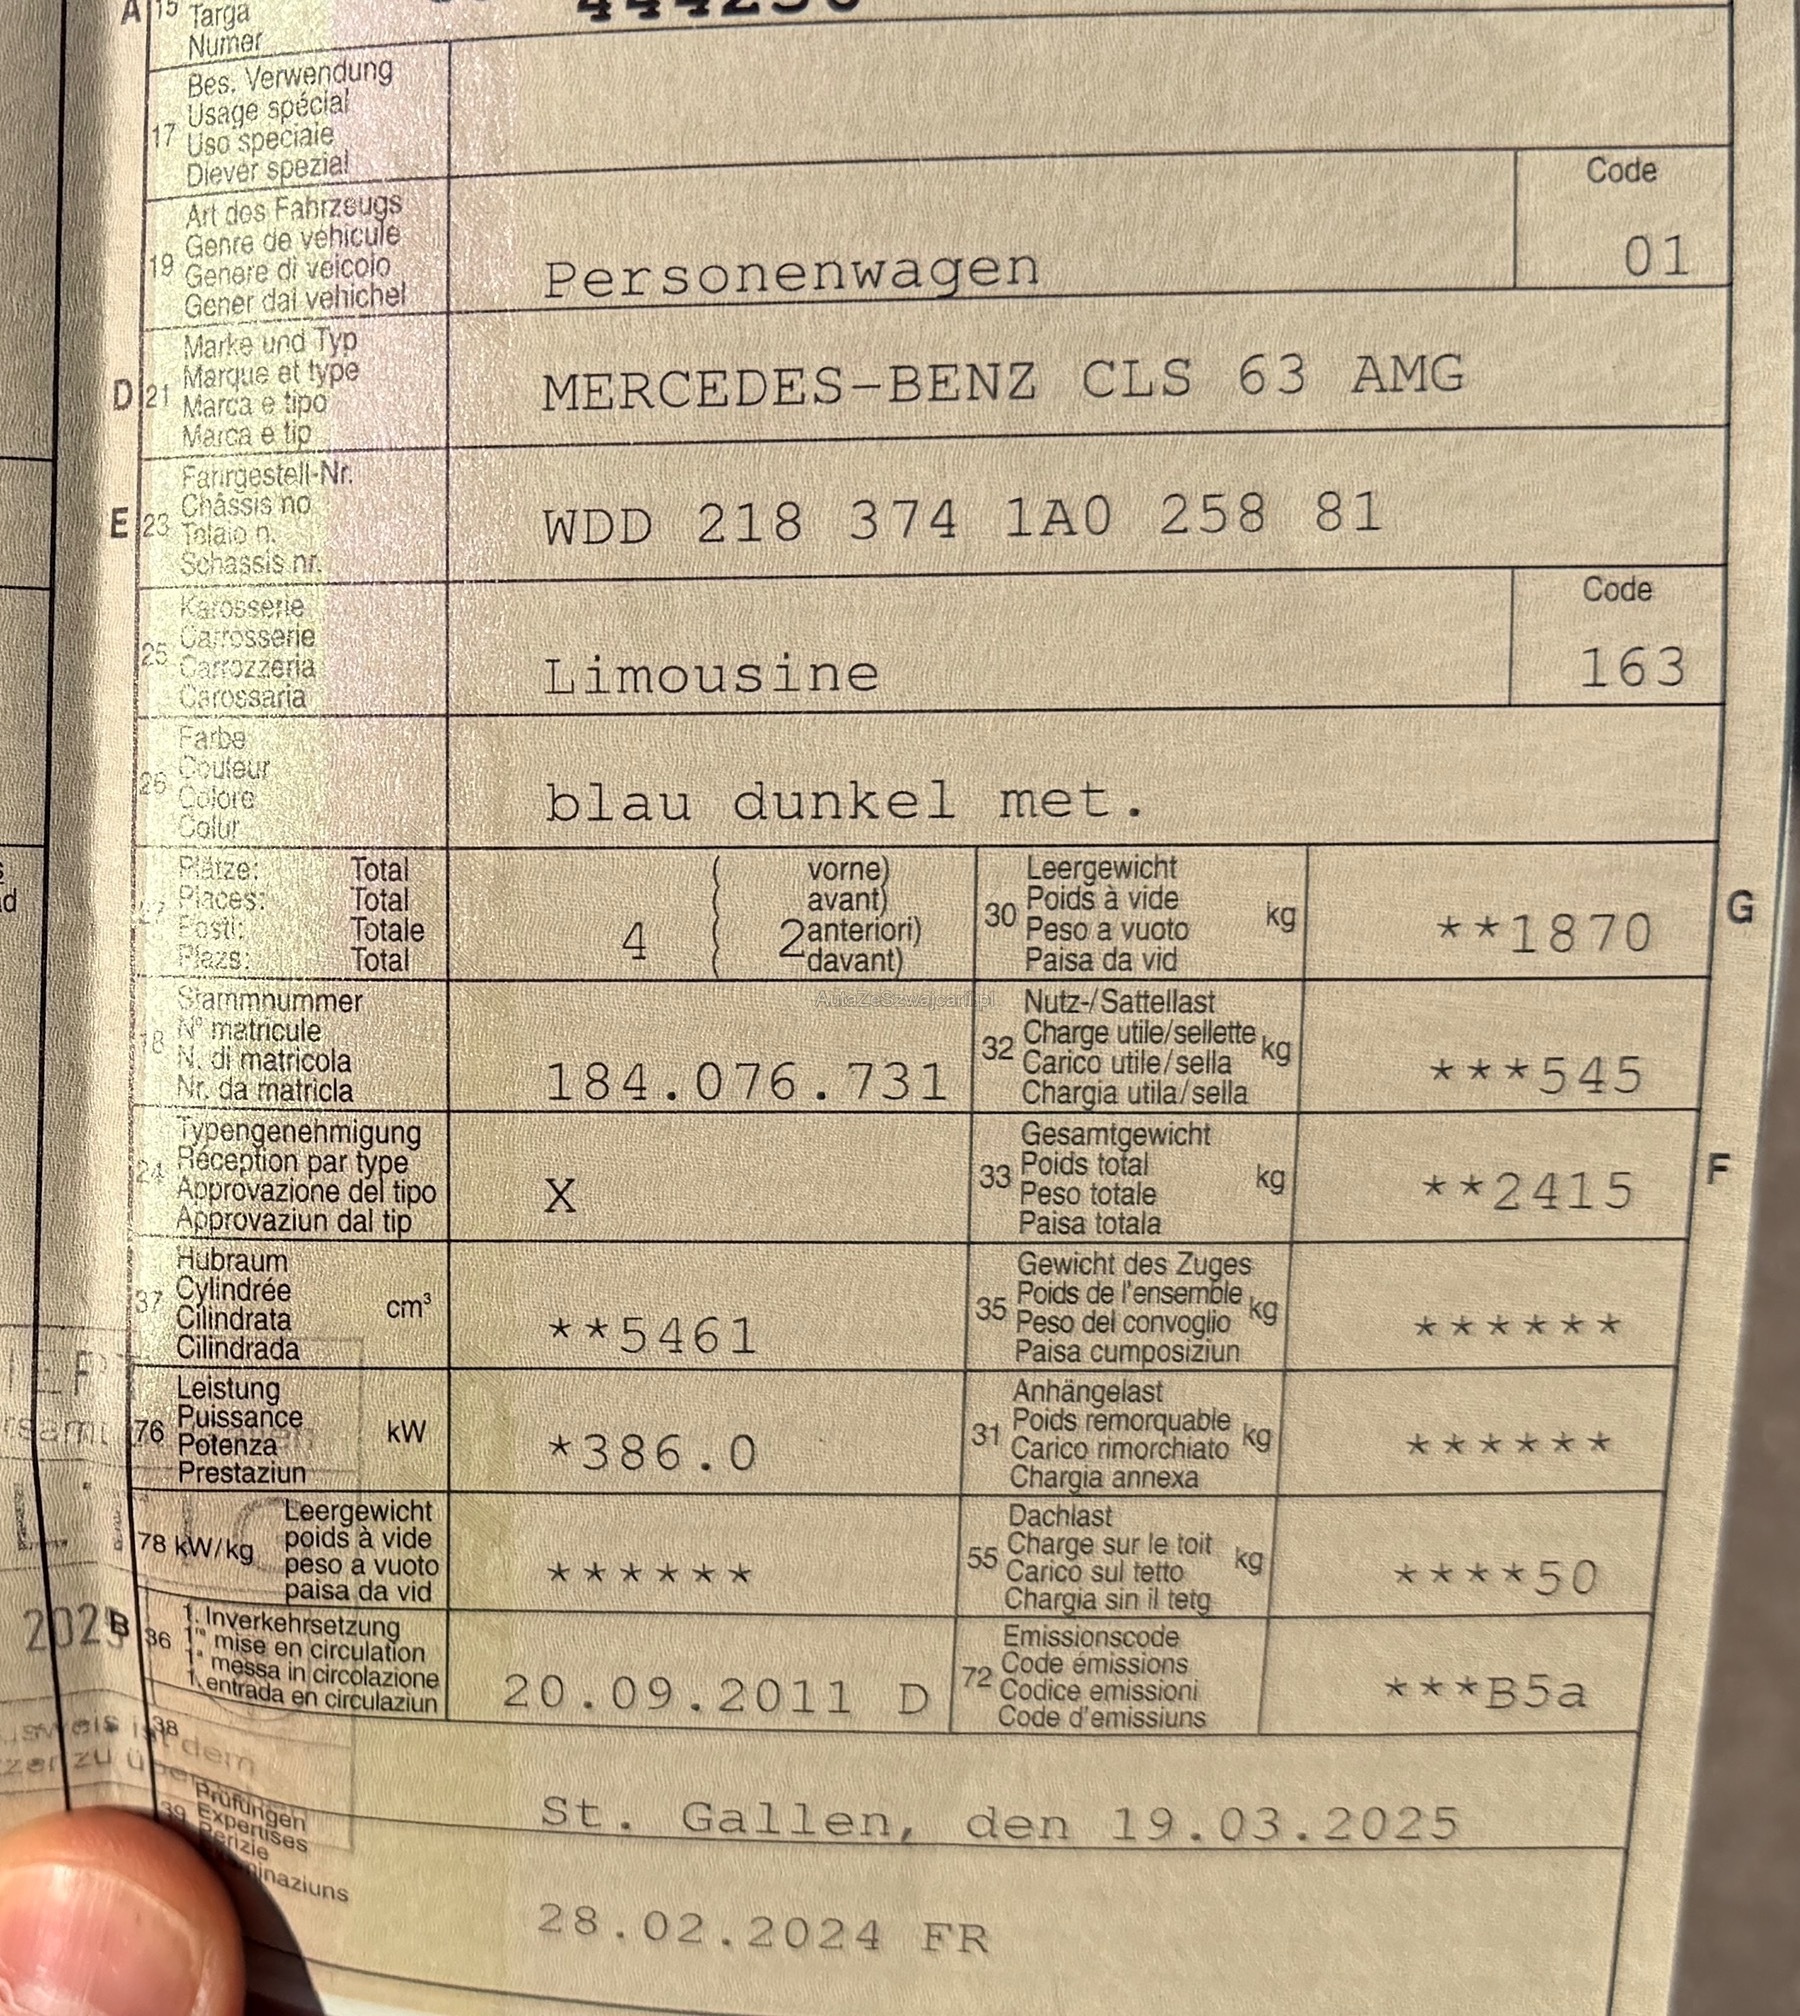 A 15 Targa
Numer
17 Bes. Verwendung
Usage spécial
Uso speciale
Diever spezial
19 Art des Fahrzeugs
Genre de véhicule
Genere di veicolo
Gener dal vehichel
Personenwagen
Code
01
D 21 Marke und Typ
Marque et type
Marca e tipo
Marca e tip
MERCEDES-BENZ CLS 63 AMG
E 23 Fahrgestell-Nr.
Châssis no
Telaio n.
Schassis nr.
WDD 218 374 1A0 258 81
25 Karosserie
Carrosserie
Carrozzeria
Carossaria
Limousine
Code
163
26 Farbe
Couleur
Colore
Colur
blau dunkel met.
27 Plätze: Total
Places: Total
Posti: Totale
Plazs: Total
4
vorne)
avant)
2 anteriori)
davant)
30 Leergewicht
Poids à vide
Peso a vuoto
Paisa da vid
kg
**1870
G
AutaZeSzwajcarii.pl
18 Stammnummer
N° matricule
N. di matricola
Nr. da matricla
184.076.731
32 Nutz-/Sattellast
Charge utile/sellette
Carico utile/sella
Chargia utila/sella
kg
***545
24 Typengenehmigung
Réception par type
Approvazione del tipo
Approvaziun dal tip
X
33 Gesamtgewicht
Poids total
Peso totale
Paisa totala
kg
**2415
F
37 Hubraum
Cylindrée
Cilindrata
Cilindrada
cm³
**5461
35 Gewicht des Zuges
Poids de l'ensemble
Peso del convoglio
Paisa cumposiziun
kg
******
76 Leistung
Puissance
Potenza
Prestaziun
kW
*386.0
31 Anhängelast
Poids remorquable
Carico rimorchiato
Chargia annexa
kg
******
78 kW/kg
Leergewicht
poids à vide
peso a vuoto
paisa da vid
******
55 Dachlast
Charge sur le toit
Carico sul tetto
Chargia sin il tetg
kg
****50
2025
B 36 1. Inverkehrsetzung
1re mise en circulation
1a messa in circolazione
1. entrada en circulaziun
20.09.2011 D
72 Emissionscode
Code émissions
Codice emissioni
Code d'emissiuns
***B5a
38
dem
zu
St. Gallen, den 19.03.2025
39 Prüfungen
Expertises
Perizie
28.02.2024 FR